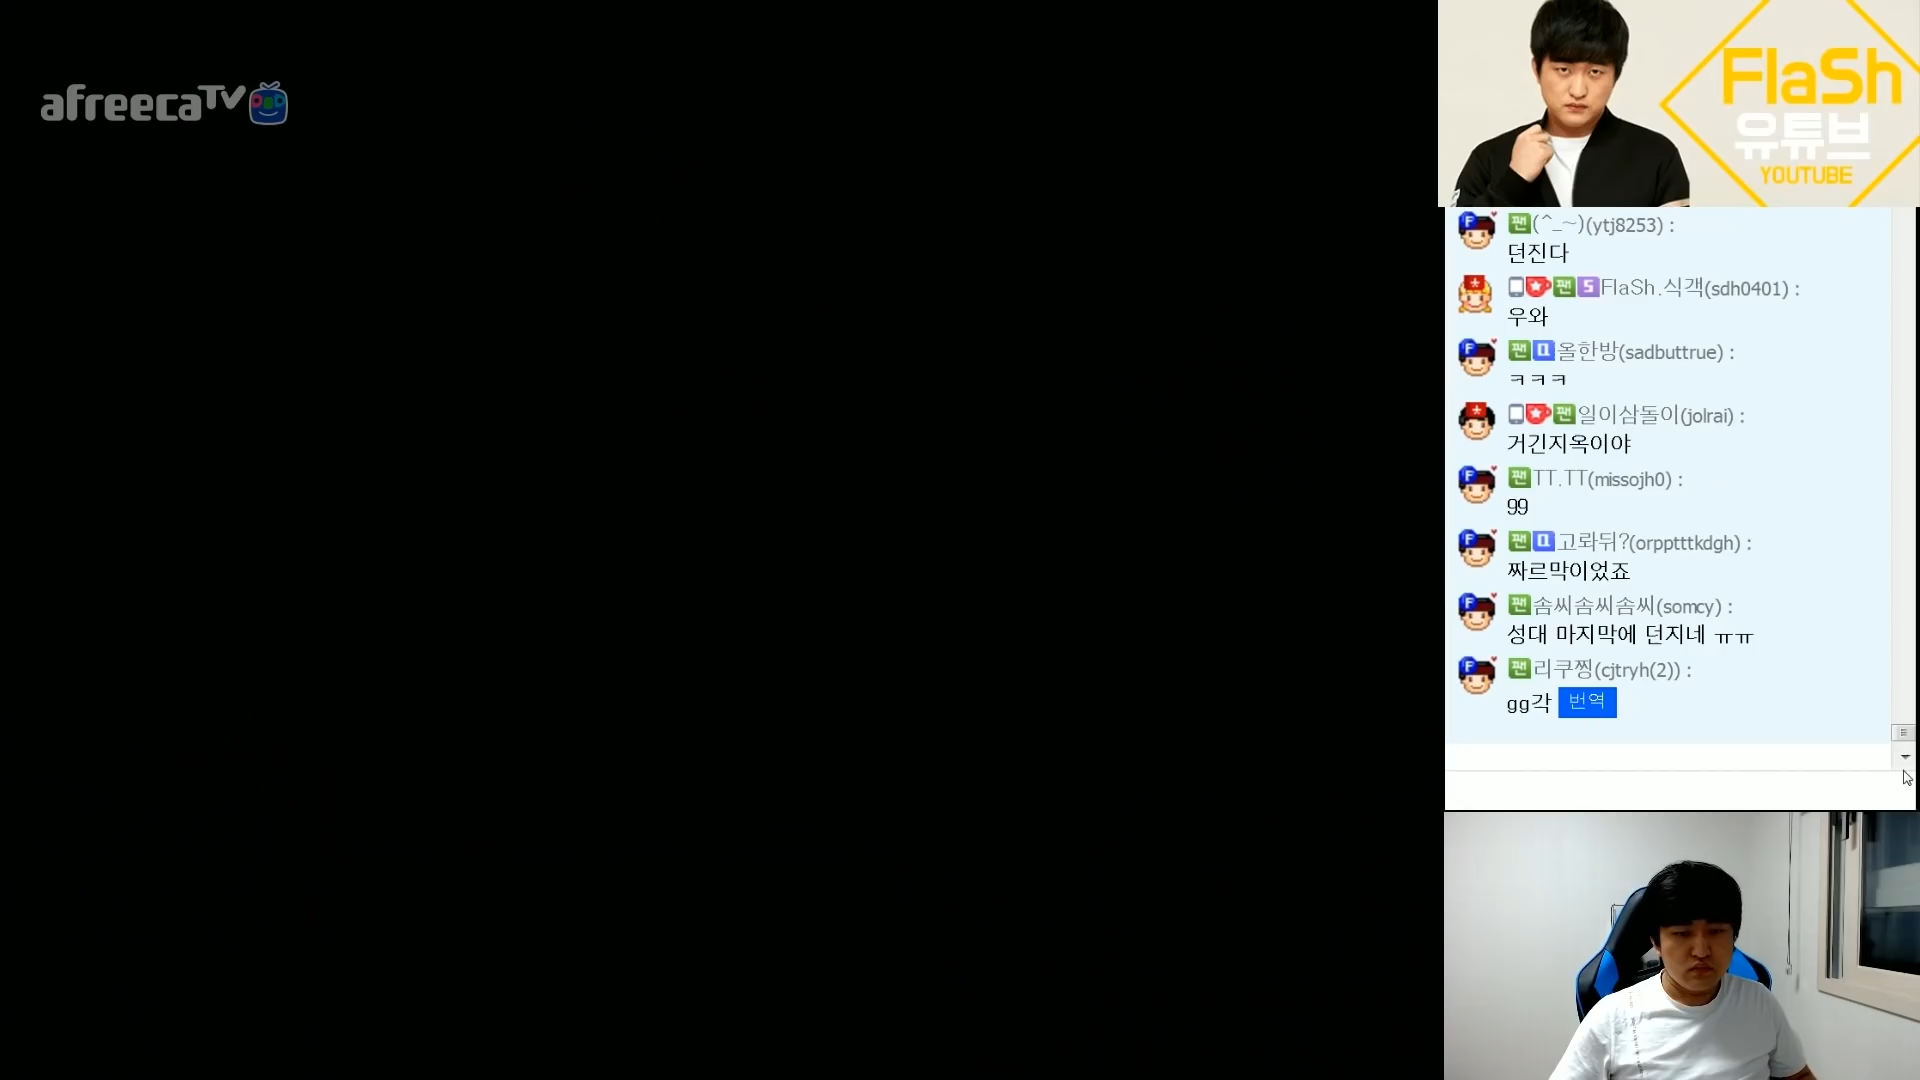 afreecaTV
FlaSh
유튜브
YOUTUBE
팬(^_~)(ytj8253) :
던진다
팬SFlaSh.식객(sdh0401) :
우와
팬올한방(sadbuttrue) :
ㅋㅋㅋ
팬일이삼돌이(jolrai) :
거긴지옥이야
팬TT.TT(missojh0) :
99
팬고롸뒤?(orpptttkdgh) :
짜르막이었죠
팬솜씨솜씨솜씨(somcy) :
성대 마지막에 던지네 ㅠㅠ
팬리쿠찡(cjtryh(2)) :
gg각 번역